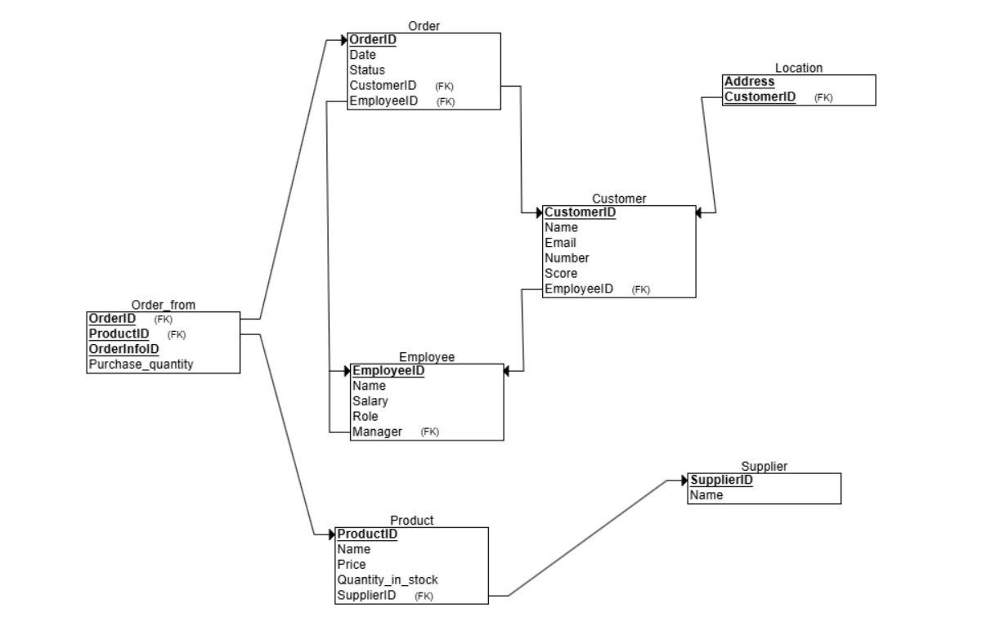 Order
OrderID
Date
Status
CustomerID (FK)
EmployeeID (FK)
Location
Address
CustomerID (FK)
Customer
CustomerID
Name
Email
Number
Score
EmployeeID (FK)
Order_from
OrderID (FK)
ProductID (FK)
OrderInfoID
Purchase_quantity
Employee
EmployeeID
Name
Salary
Role
Manager (FK)
Supplier
SupplierID
Name
Product
ProductID
Name
Price
Quantity_in_stock
SupplierID (FK)